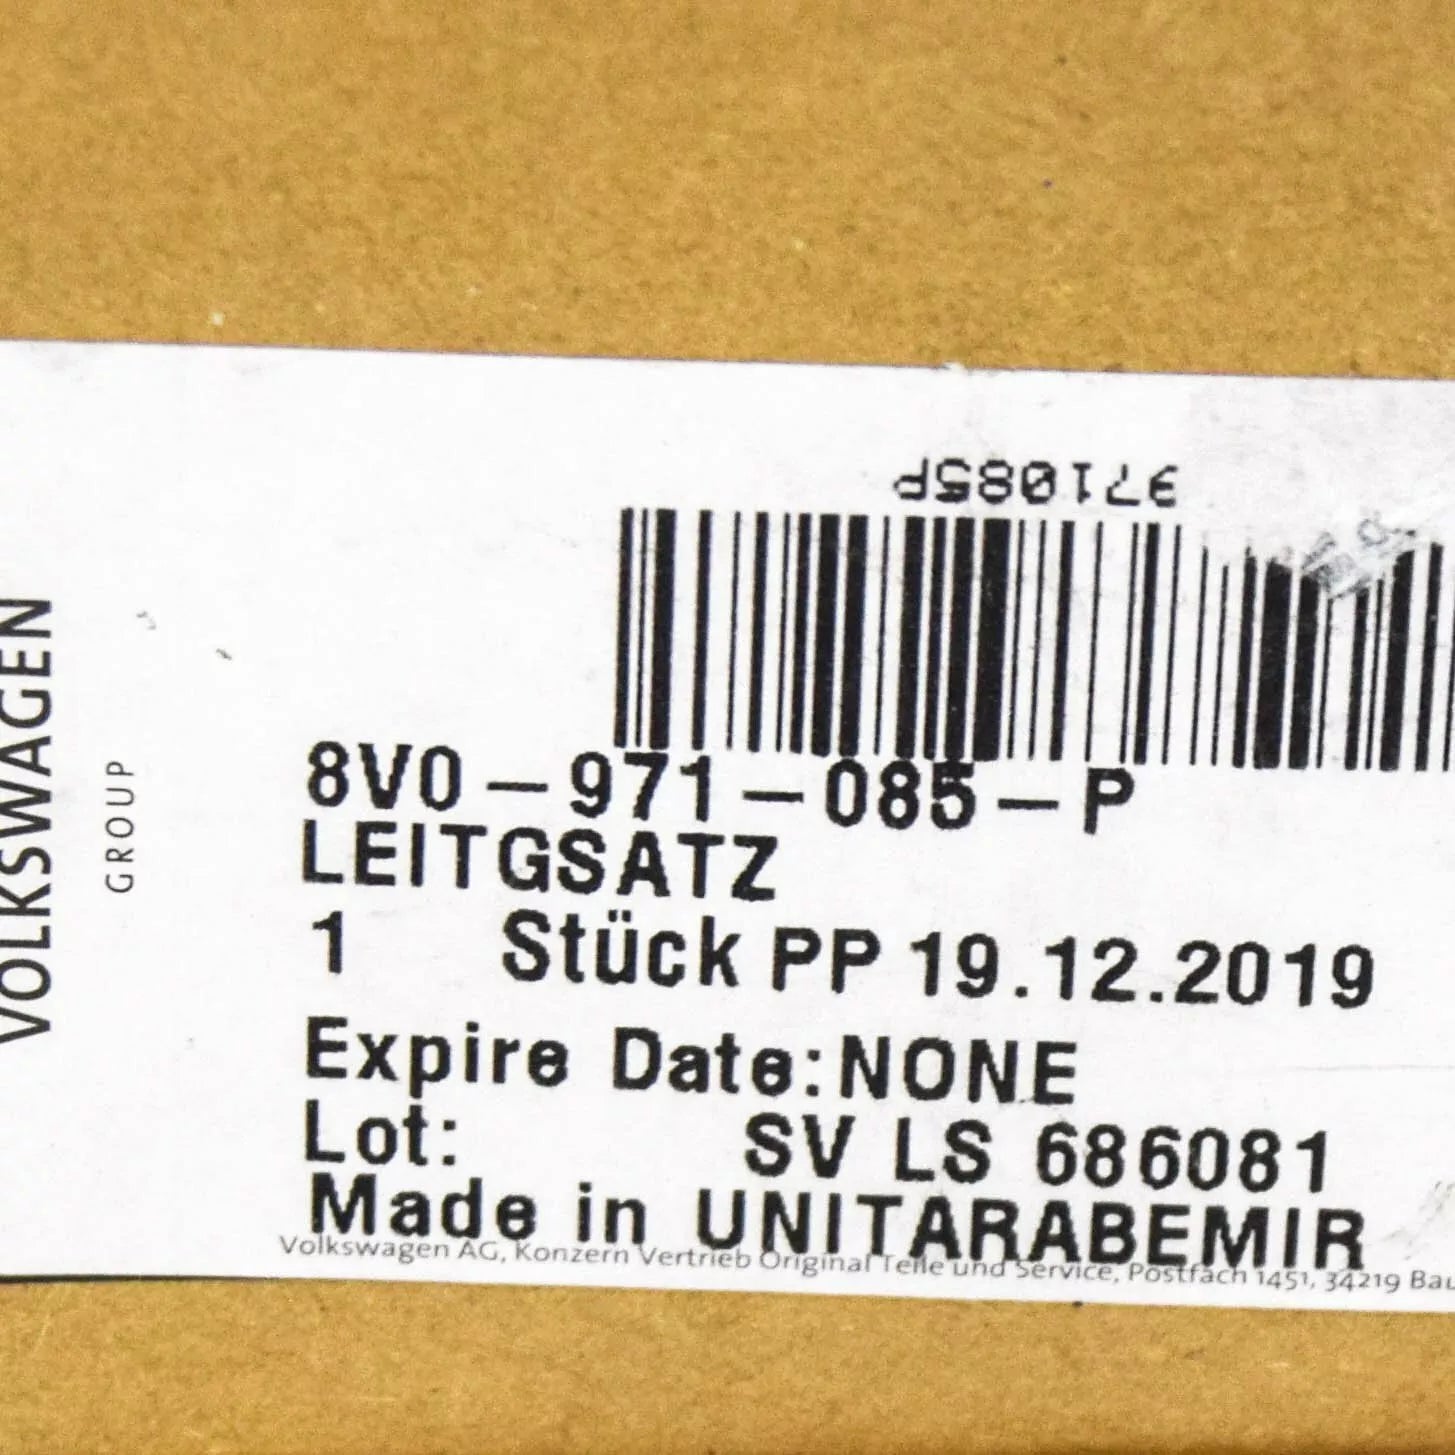 VOLKSWAGEN
GROUP
971085P
8V0-971-085-P
LEITGSATZ
1 Stück PP 19.12.2019
Expire Date:NONE
Lot: SV LS 686081
Made in UNITARABEMIR
Volkswagen AG, Konzern Vertrieb Original Teile und Service, Postfach 1451, 34219 Bau